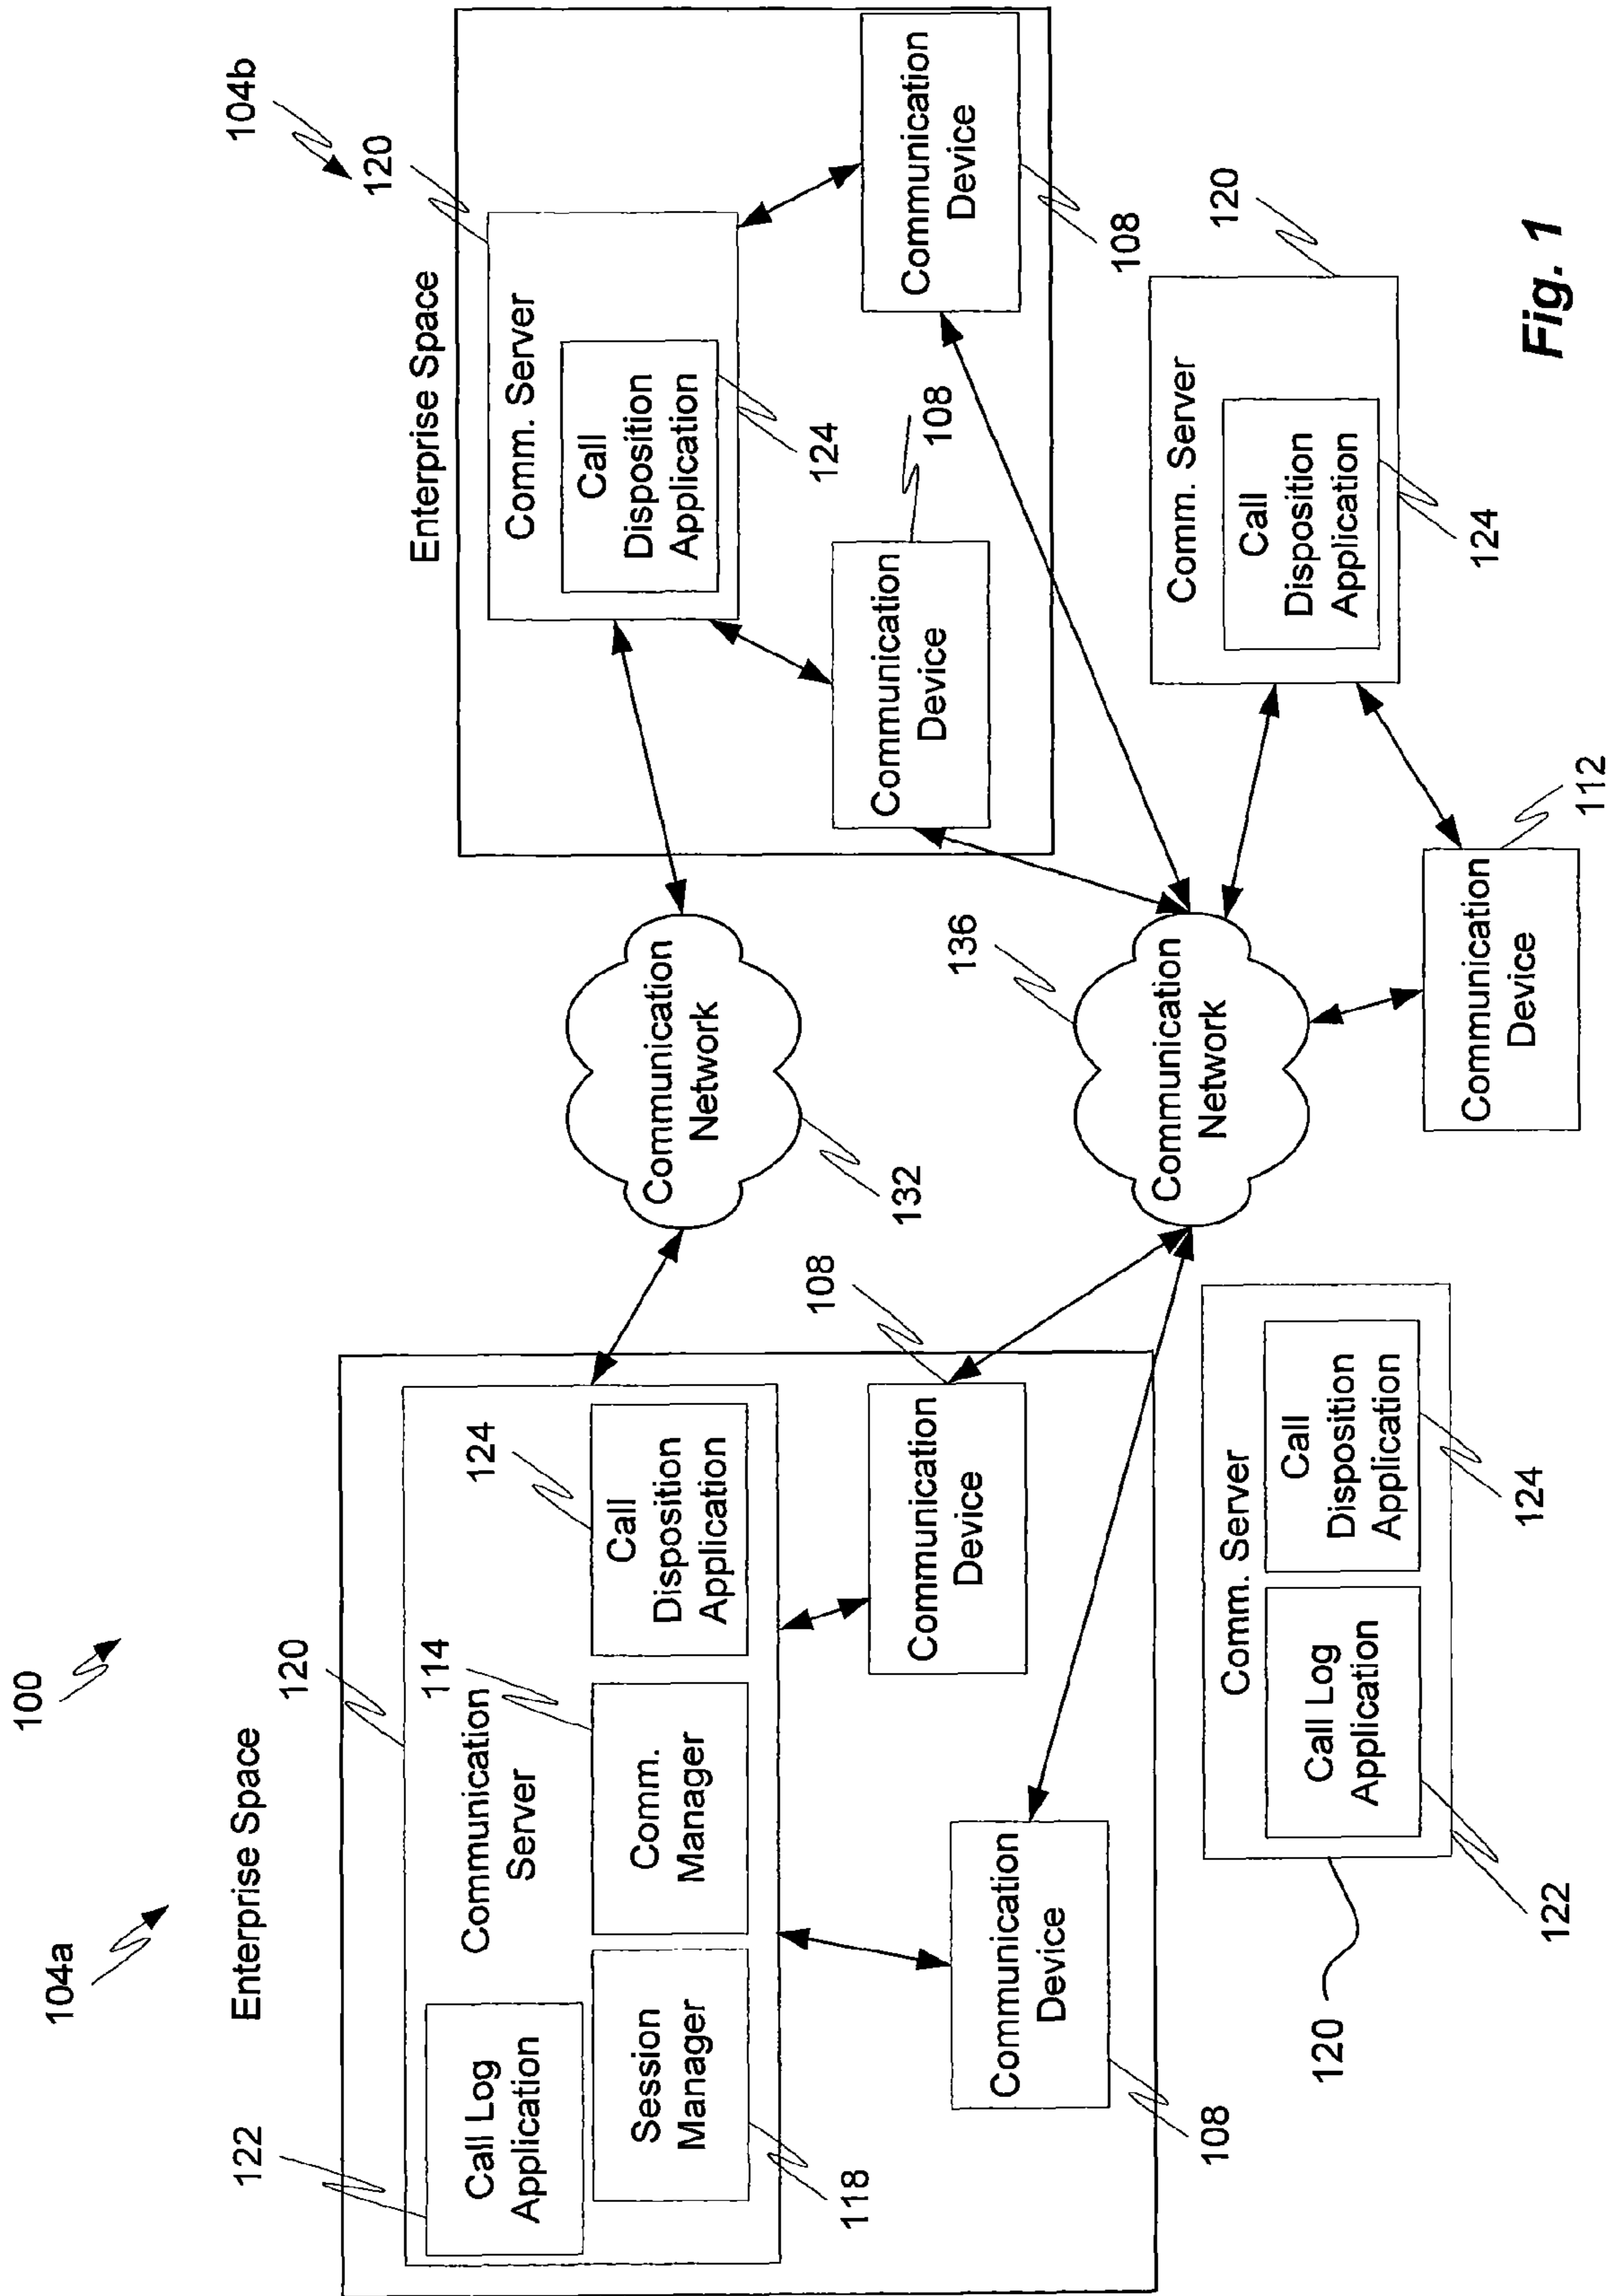 100
104a
Enterprise Space
122
Call Log
Application
Communication
Server
120
114
124
Session
Manager
Comm.
Manager
Call
Disposition
Application
118
Communication
Device
108
Communication
Device
108
Communication
Network
132
Enterprise Space
104b
120
Comm. Server
Call
Disposition
Application
124
Communication
Device
108
Communication
Device
108
Communication
Network
136
Comm. Server
Call Log
Application
Call
Disposition
Application
120
122
124
Communication
Device
112
Comm. Server
120
Call
Disposition
Application
124
Fig. 1